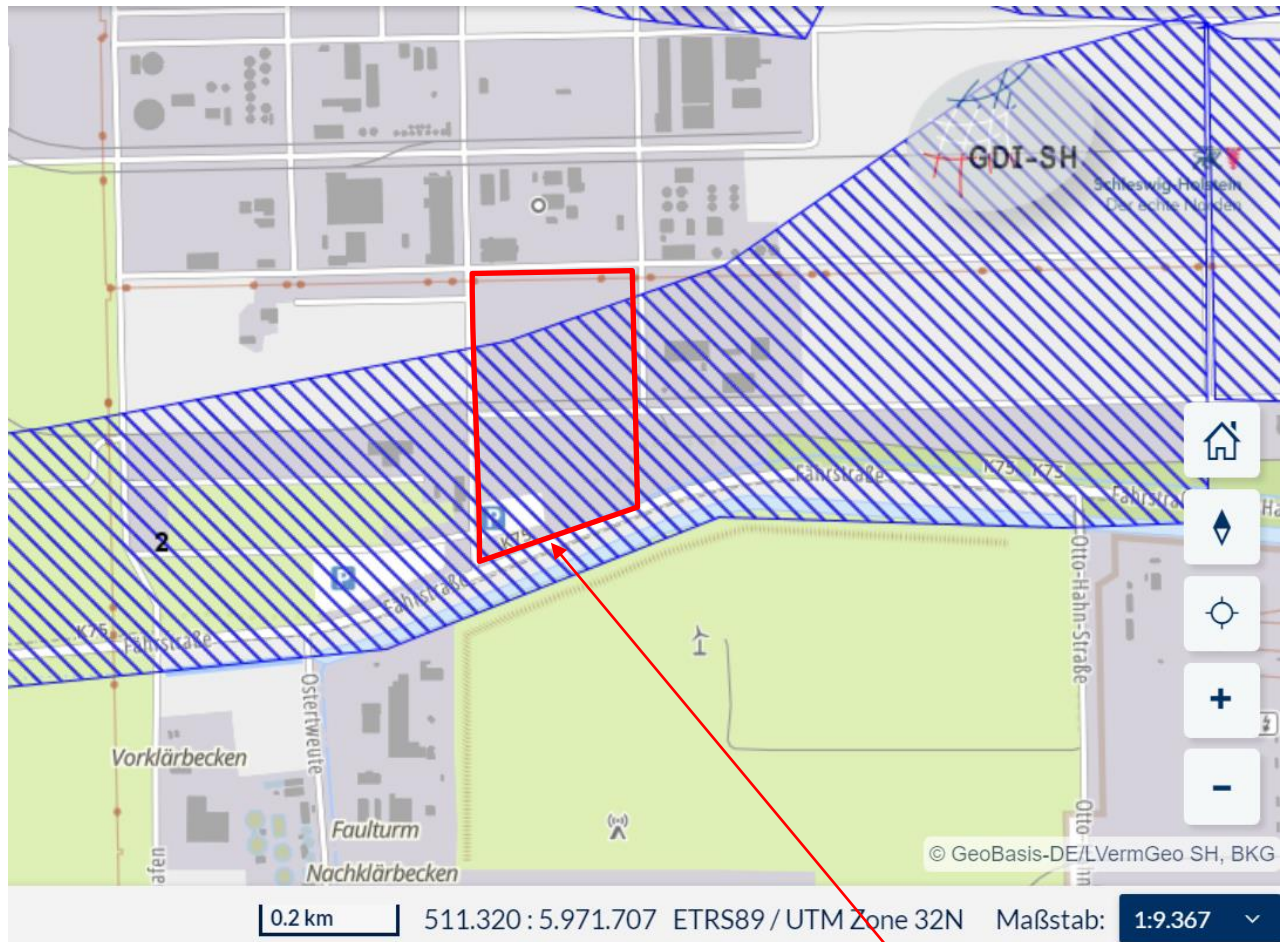 GDI-SH
Schleswig-Holstein
Der echte Norden
P
K75
K75
K75
Fährstraße
Fährstraße
2
P
Fährstraße
K75
Fährstraße
Otto-Hahn-Straße
Ostertweute
Vorklärbecken
Faulturm
Nachklärbecken
afen
+
−
© GeoBasis-DE/LVermGeo SH, BKG
0.2 km
511.320 : 5.971.707 ETRS89 / UTM Zone 32N Maßstab: 1:9.367